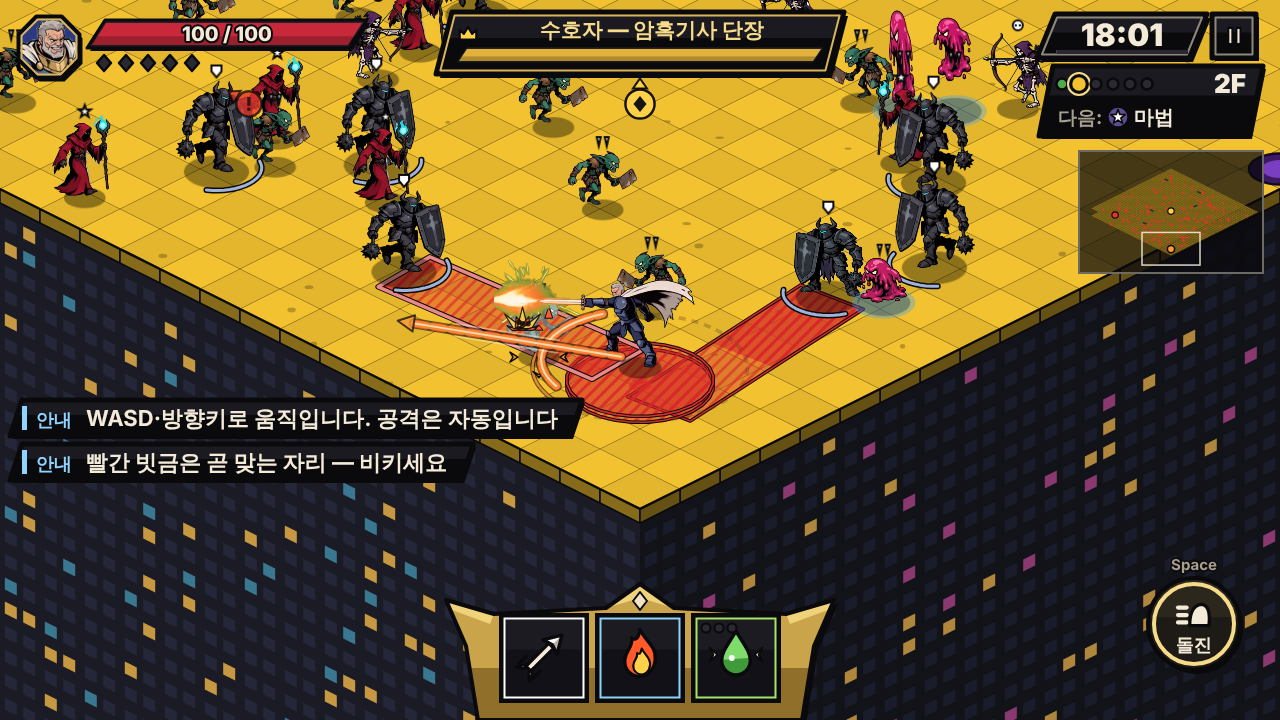 100 / 100
수호자 — 암흑기사 단장
18:01
2F
다음: 마법
안내 WASD·방향키로 움직입니다. 공격은 자동입니다
안내 빨간 빗금은 곧 맞는 자리 — 비키세요
Space
돌진